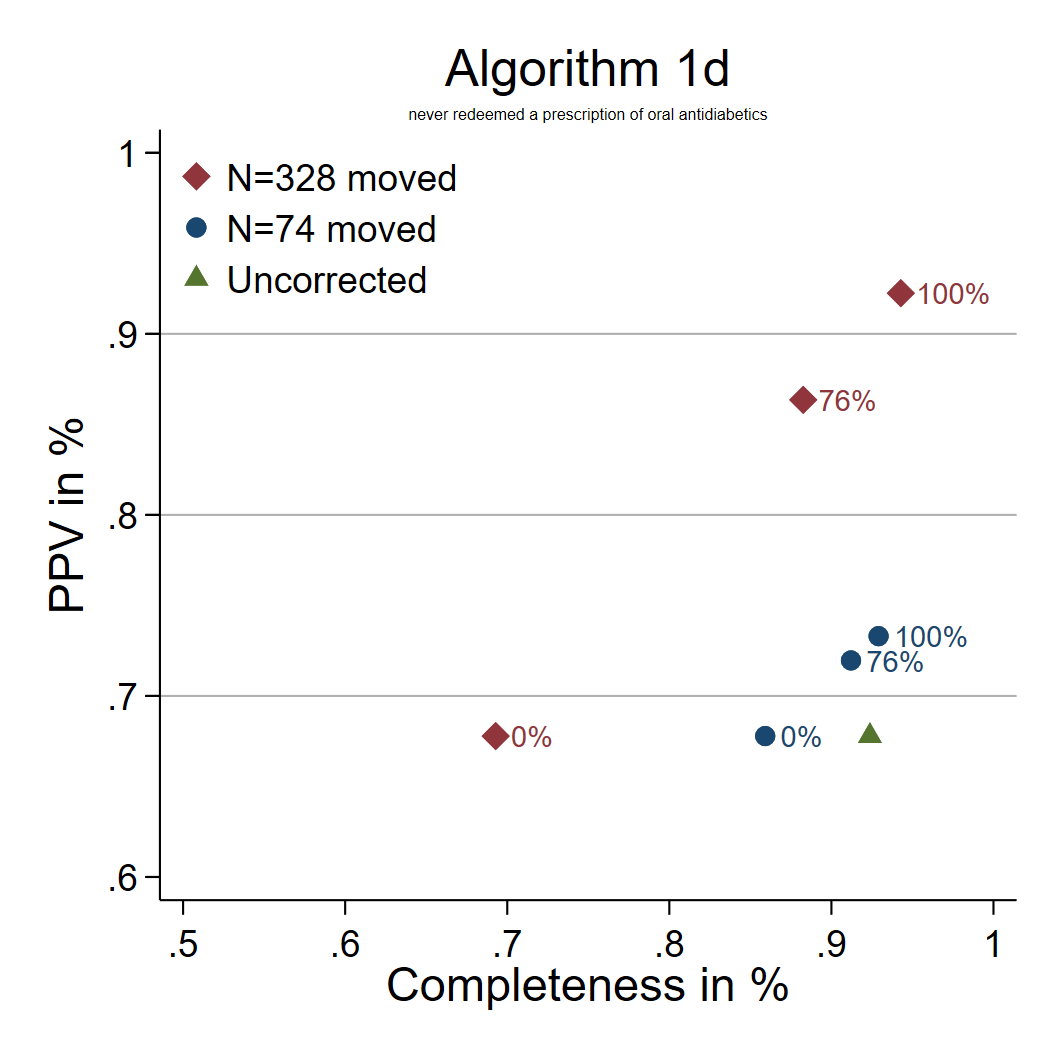 Algorithm 1d
never redeemed a prescription of oral antidiabetics
1
N=328 moved
N=74 moved
Uncorrected
100%
.9
76%
PPV in %
.8
100%
76%
.7
0%
0%
.6
.5 .6 .7 .8 .9 1
Completeness in %